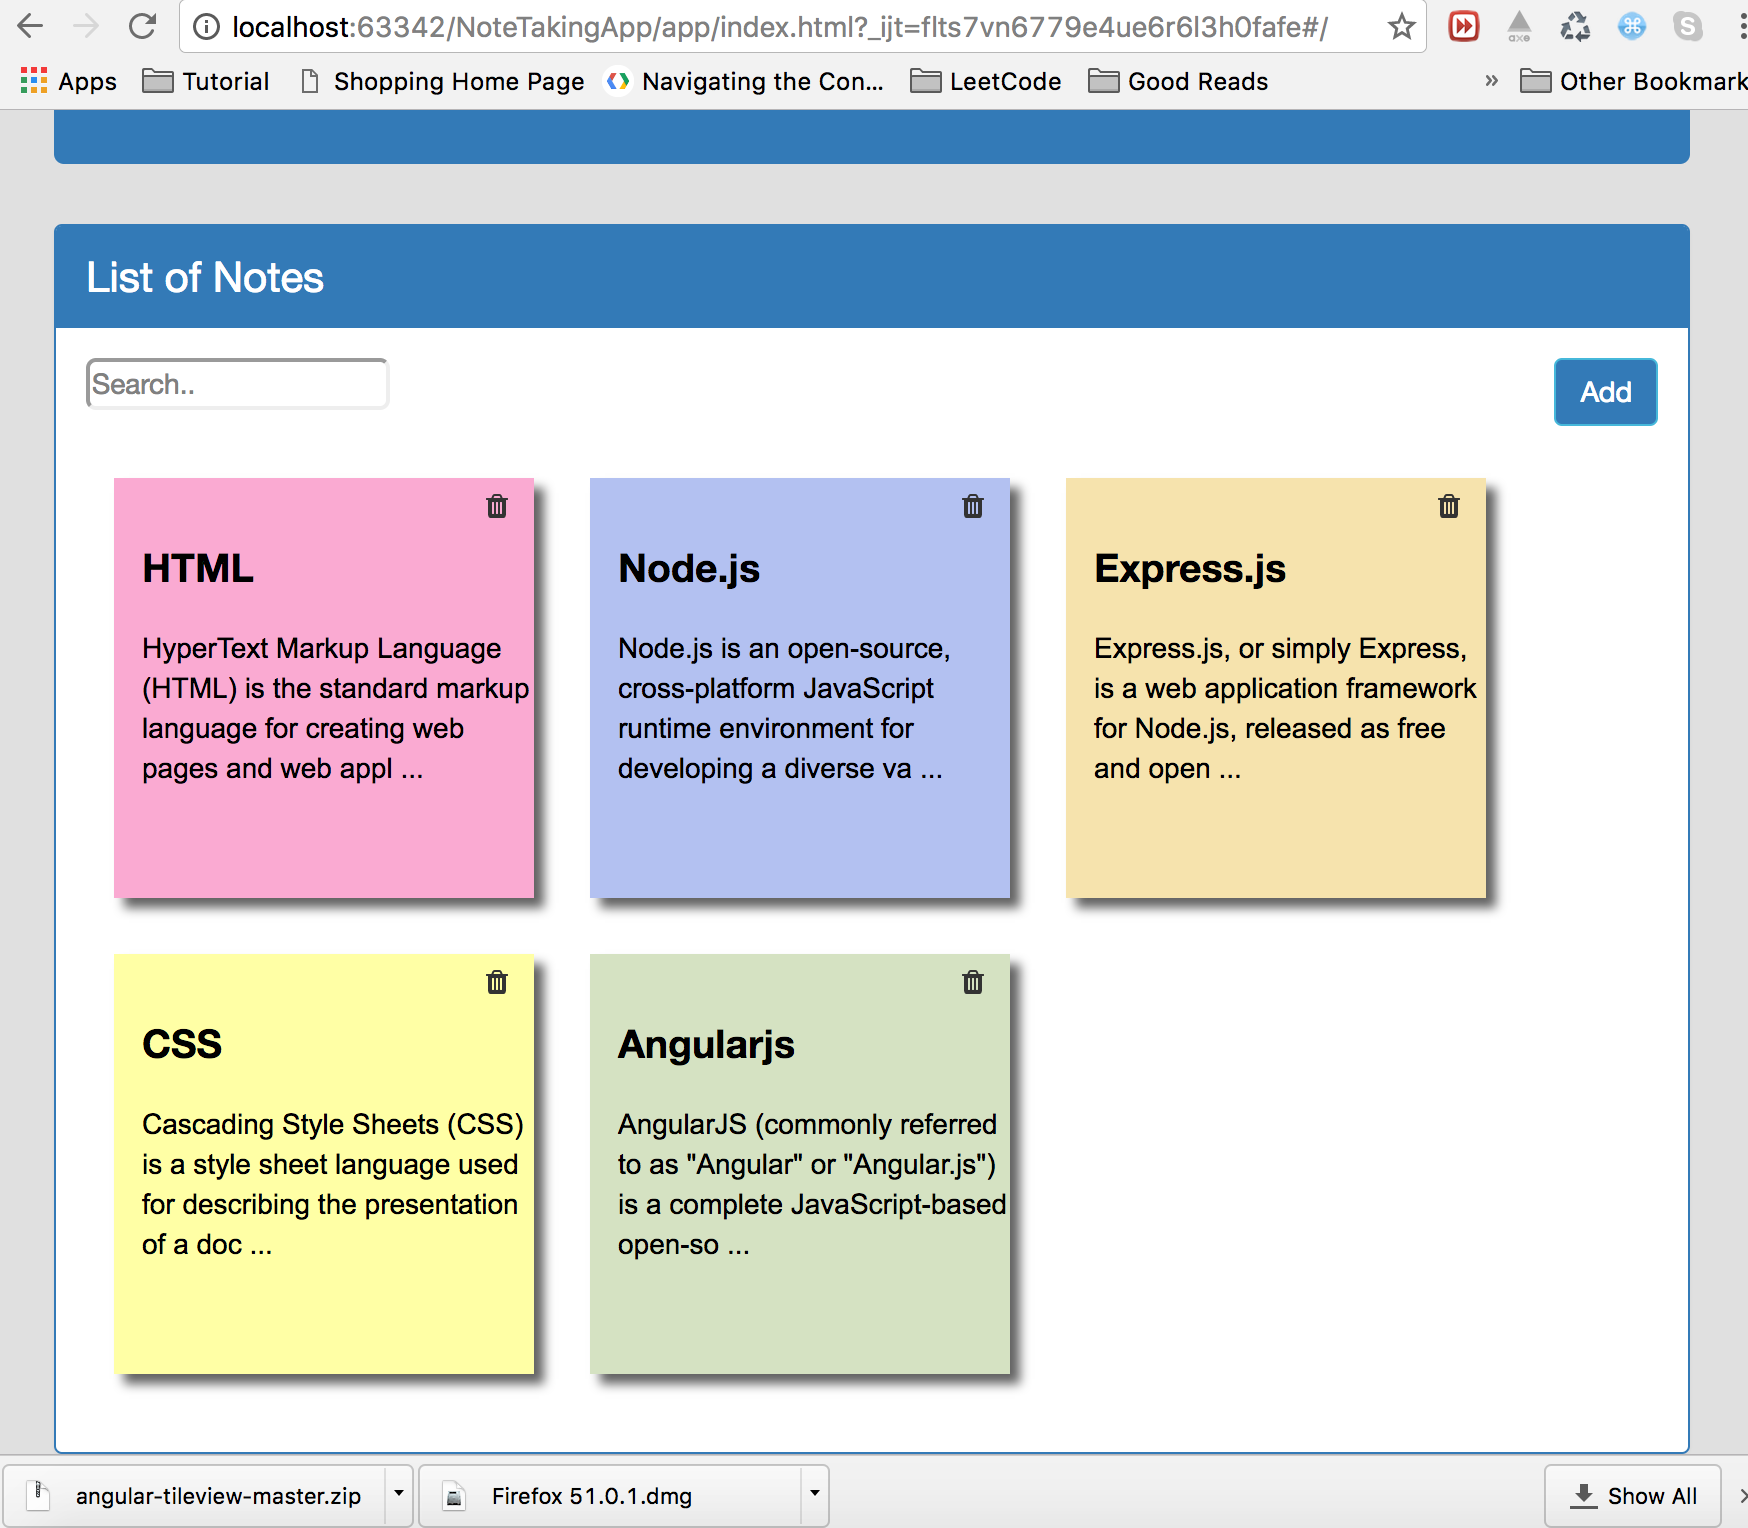 localhost:63342/NoteTakingApp/app/index.html?_ijt=flts7vn6779e4ue6r6l3h0fafe#/
axe
S
Apps Tutorial Shopping Home Page Navigating the Con... LeetCode Good Reads » Other Bookmark
List of Notes
Search..
Add
HTML
HyperText Markup Language
(HTML) is the standard markup
language for creating web
pages and web appl ...
Node.js
Node.js is an open-source,
cross-platform JavaScript
runtime environment for
developing a diverse va ...
Express.js
Express.js, or simply Express,
is a web application framework
for Node.js, released as free
and open ...
CSS
Cascading Style Sheets (CSS)
is a style sheet language used
for describing the presentation
of a doc ...
Angularjs
AngularJS (commonly referred
to as "Angular" or "Angular.js")
is a complete JavaScript-based
open-so ...
angular-tileview-master.zip Firefox 51.0.1.dmg Show All